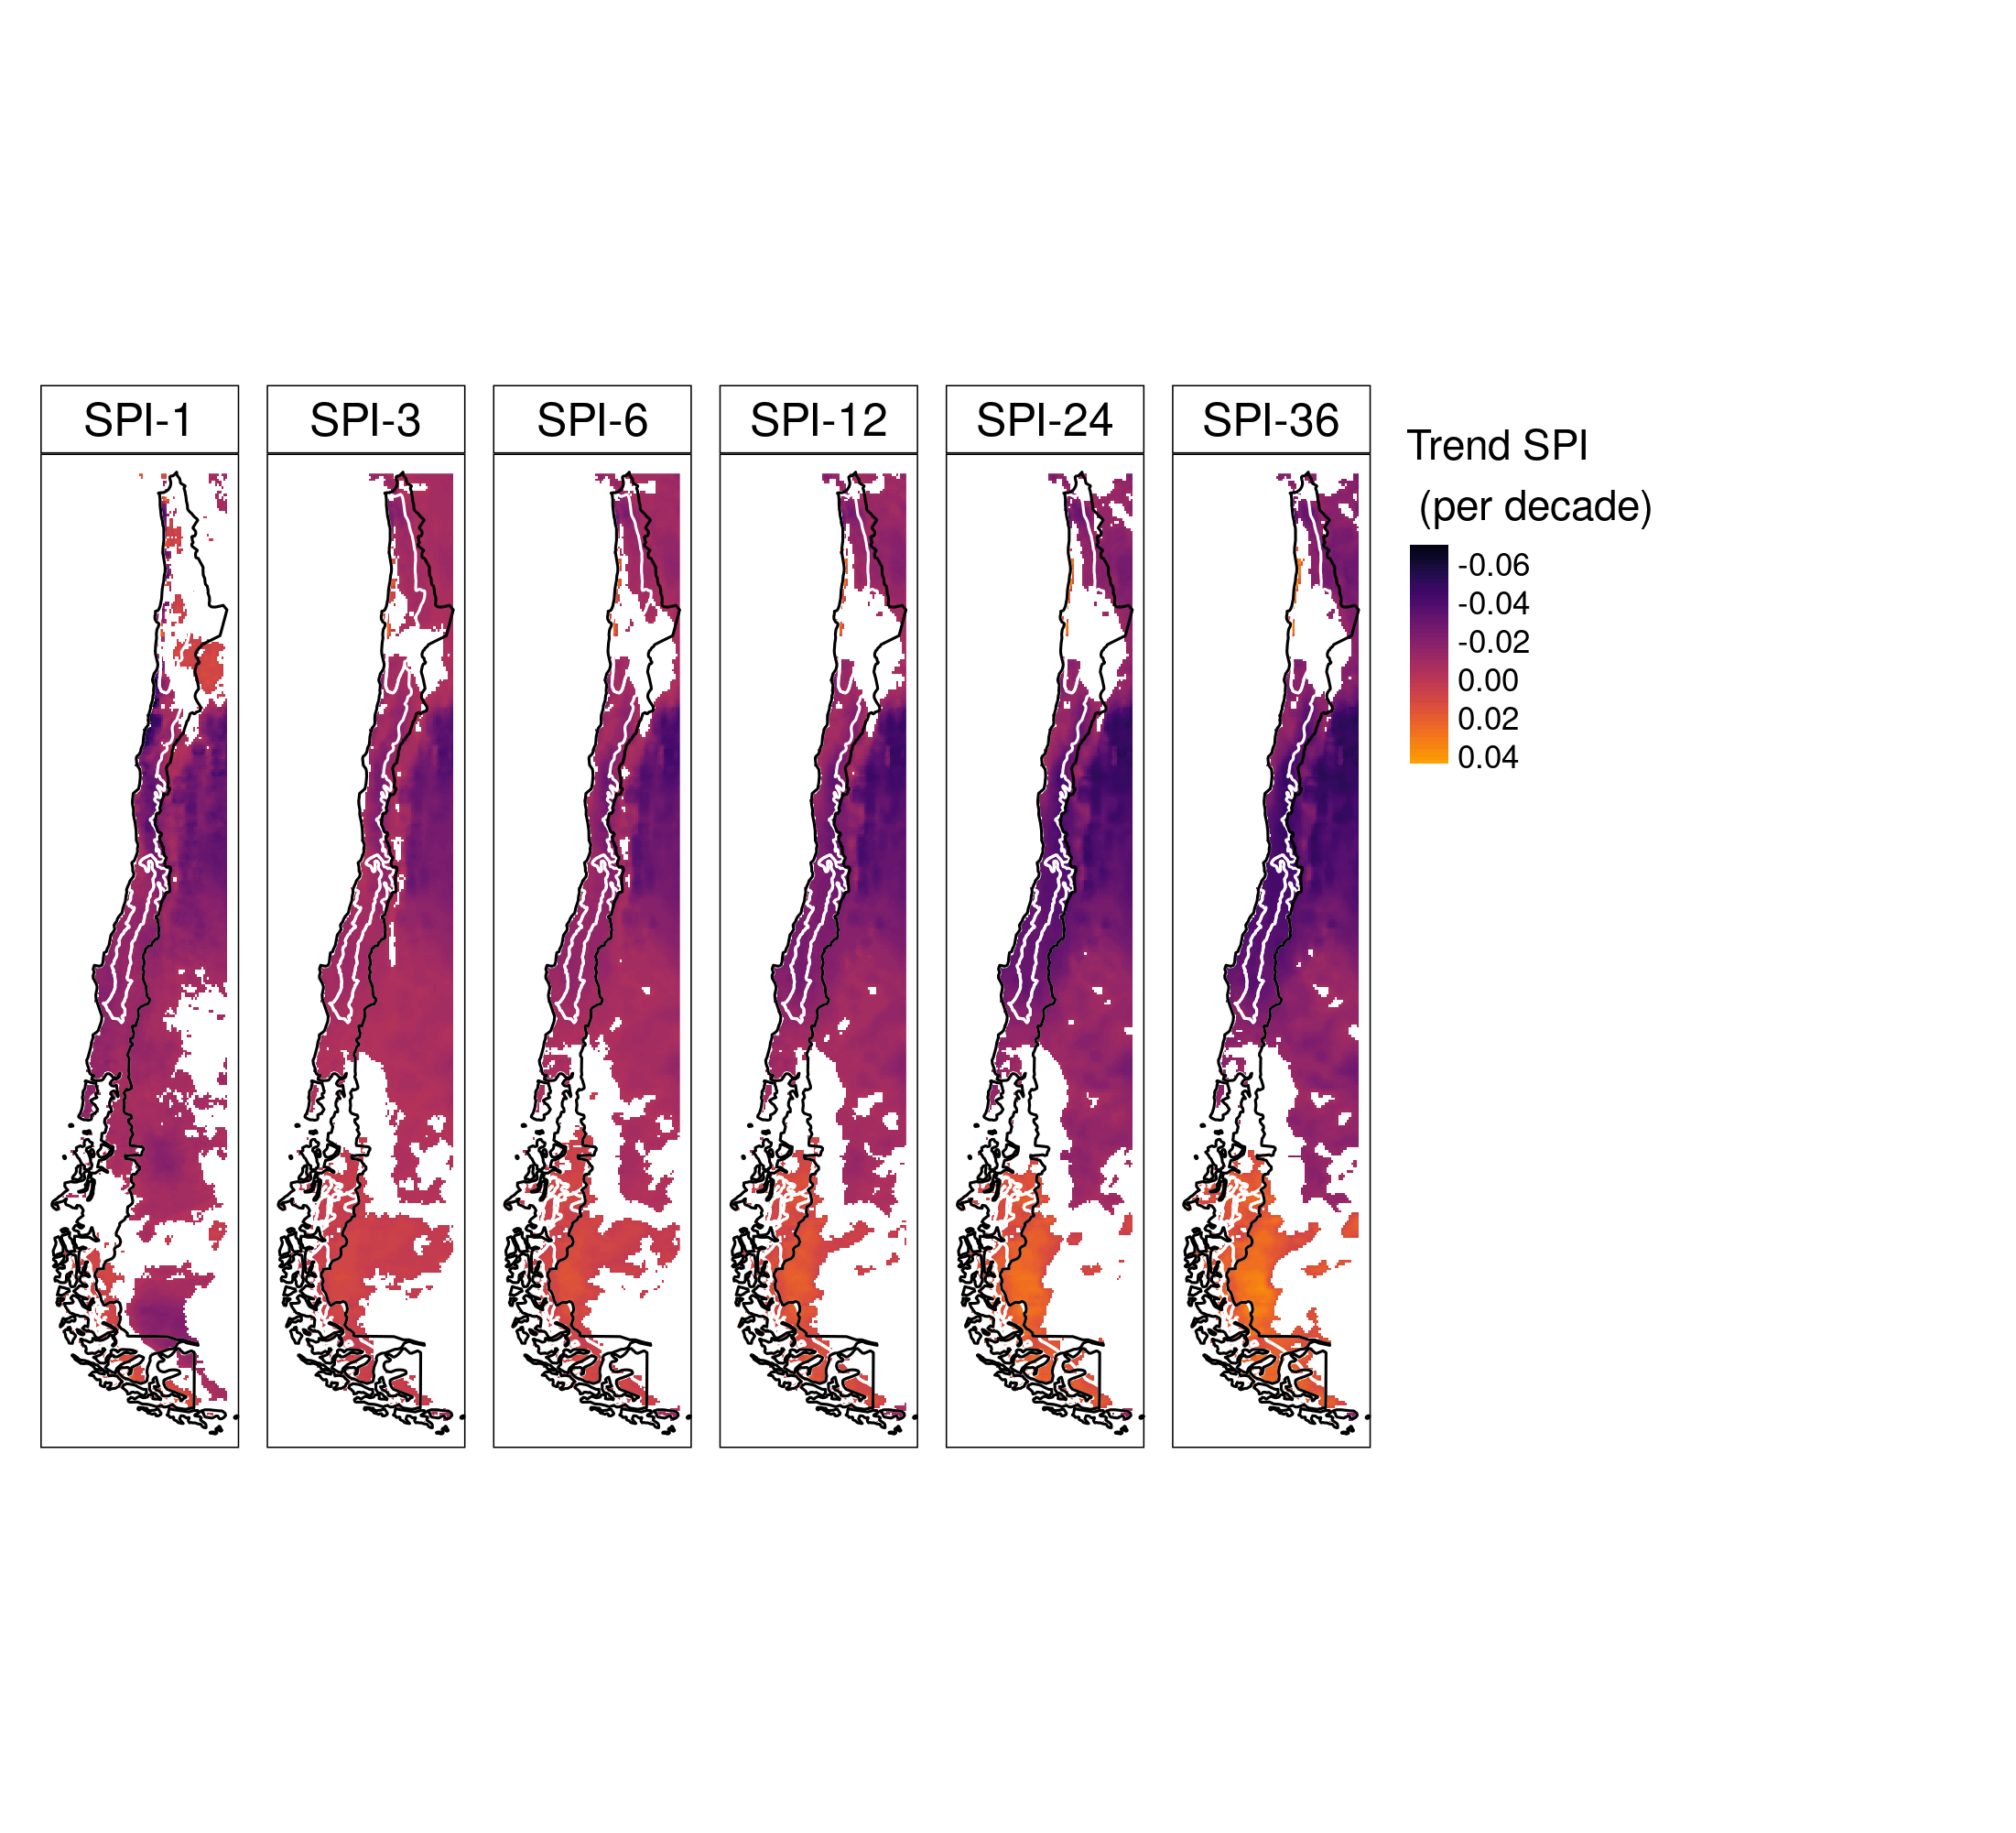 SPI-1
SPI-3
SPI-6
SPI-12
SPI-24
SPI-36
Trend SPI
(per decade)
-0.06
-0.04
-0.02
0.00
0.02
0.04